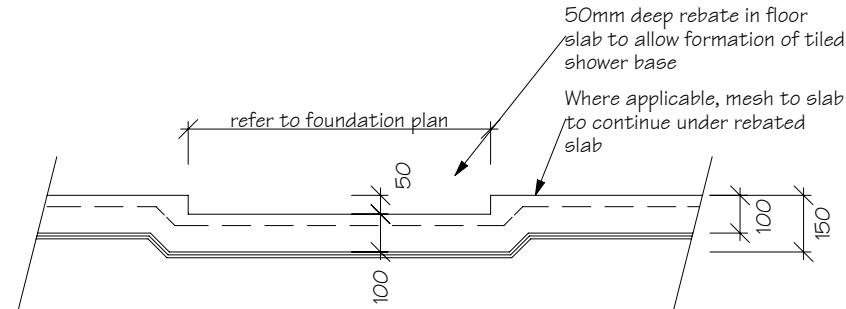 50mm deep rebate in floor
slab to allow formation of tiled
shower base
Where applicable, mesh to slab
to continue under rebated
slab
refer to foundation plan
50
100
100
150